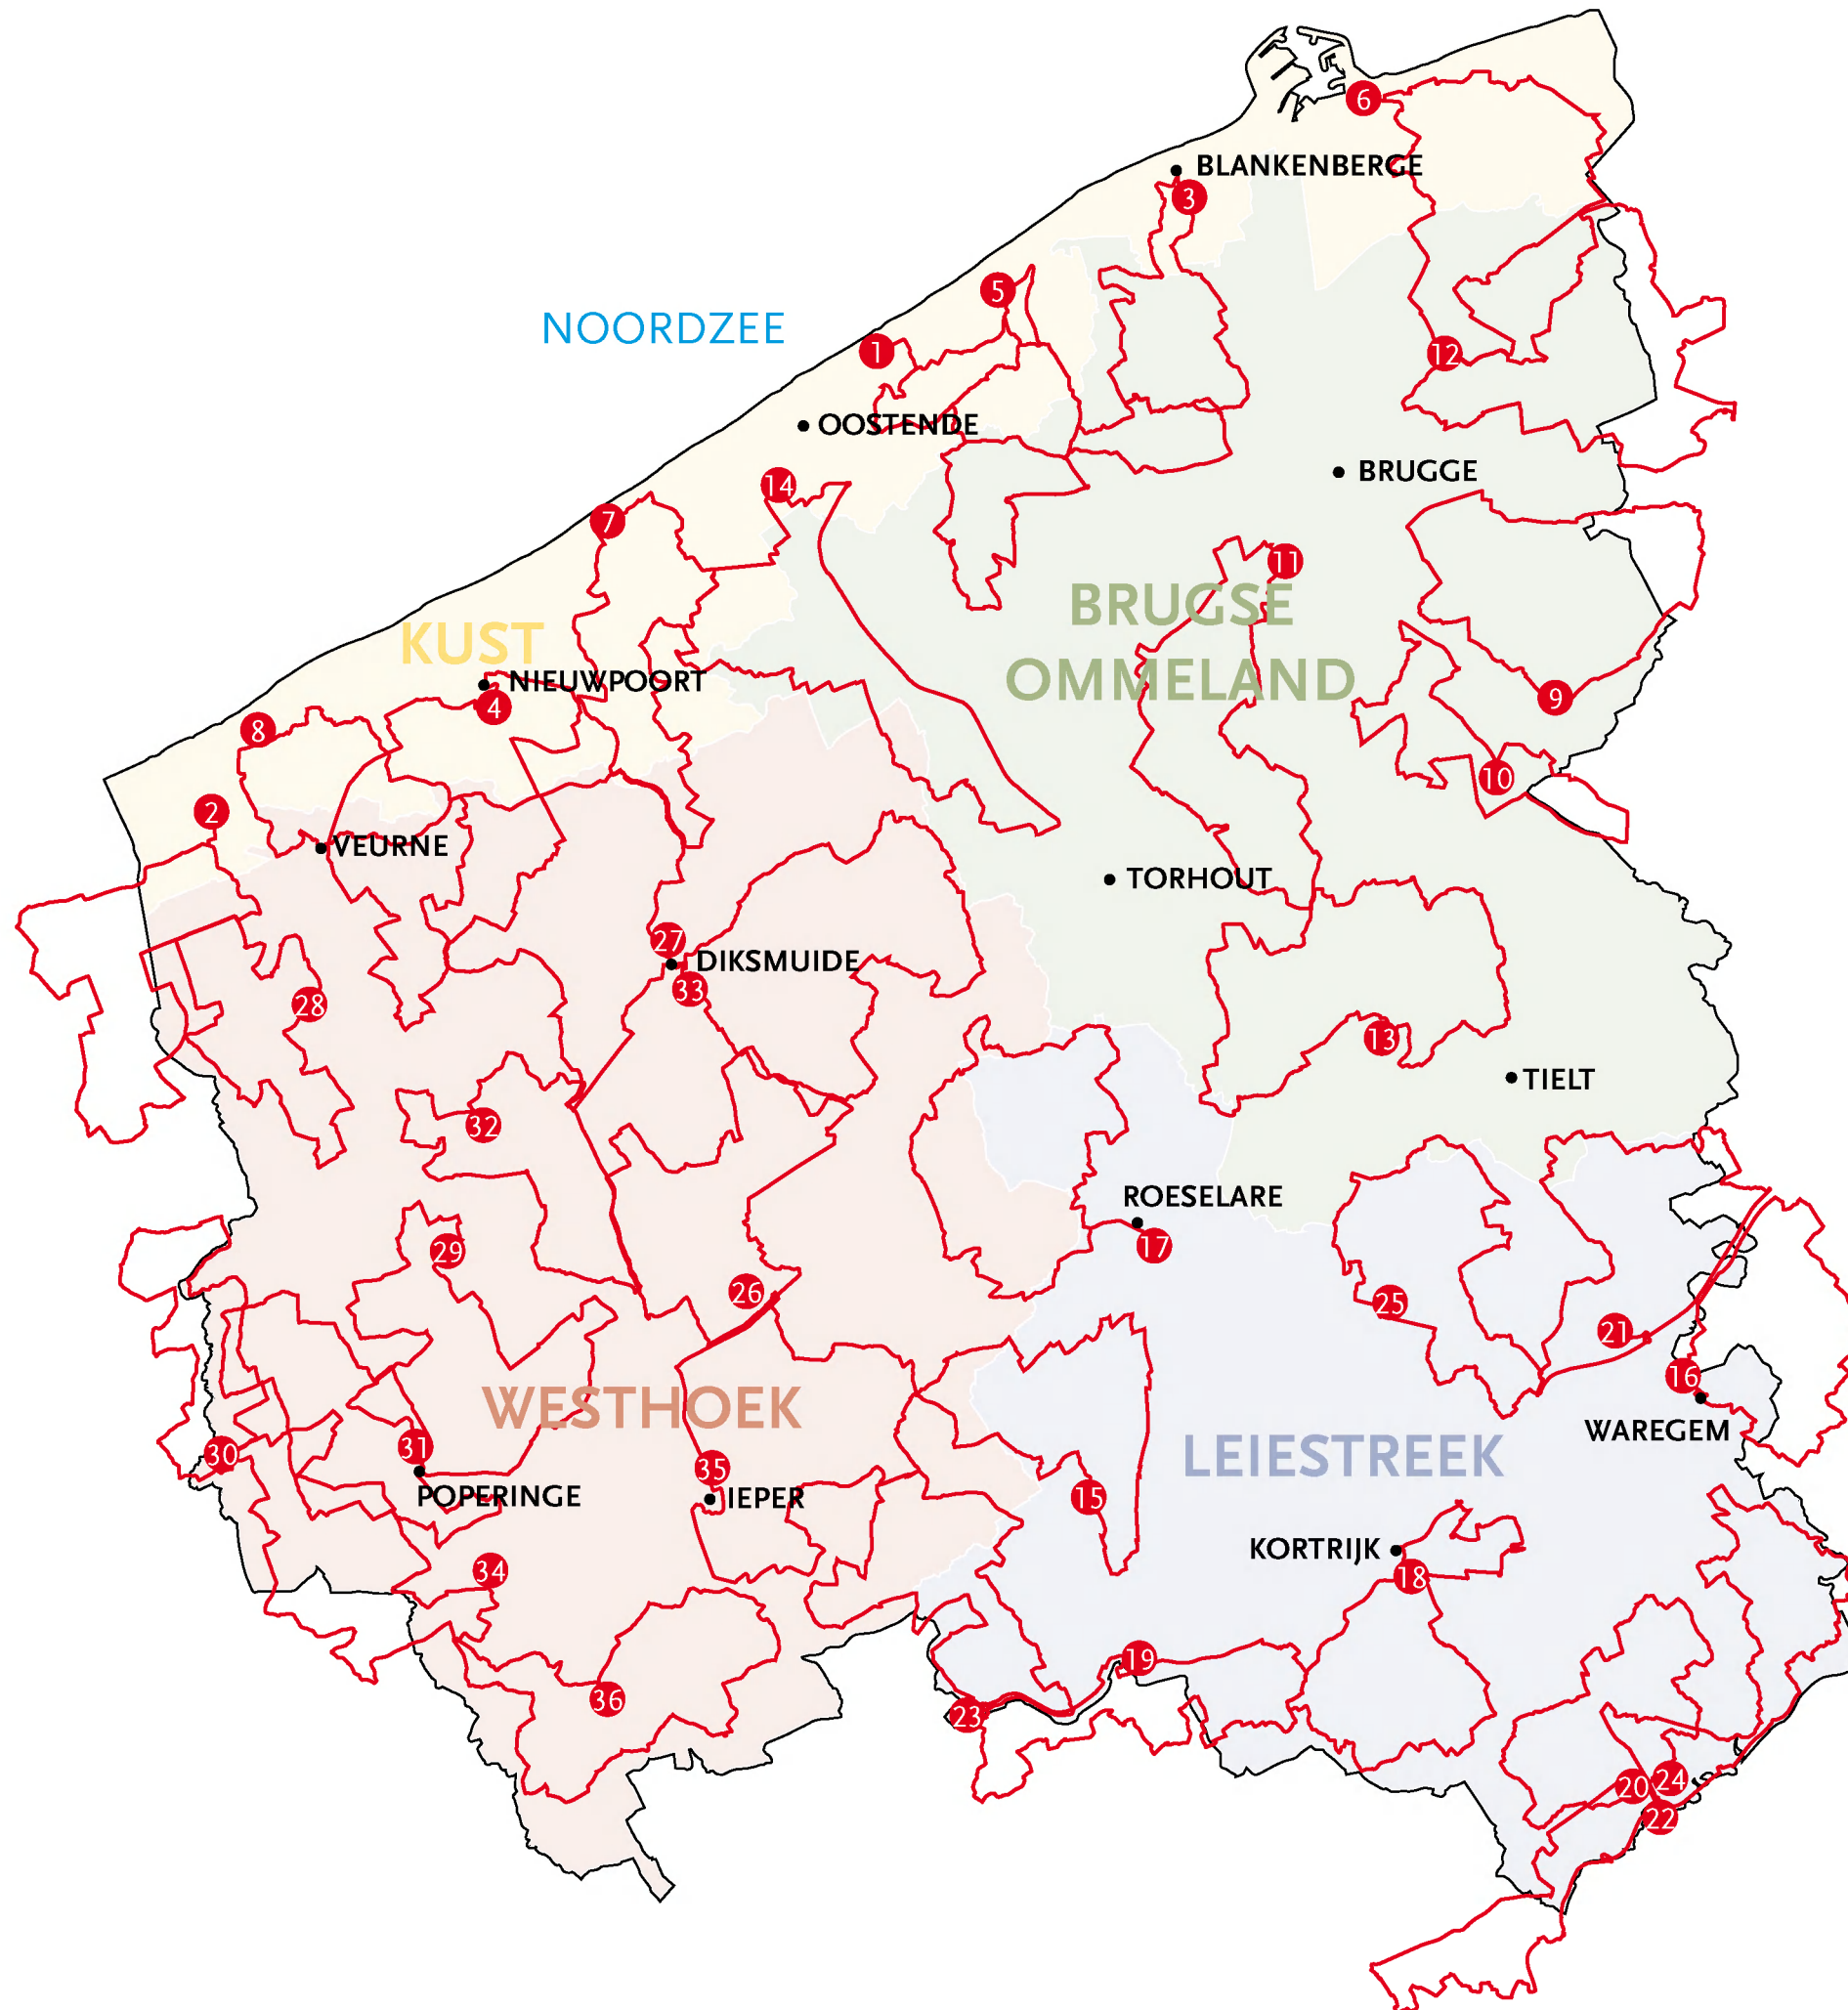 6
BLANKENBERGE
3
5
NOORDZEE
1
12
OOSTENDE
BRUGGE
14
7
11
BRUGSE
OMMELAND
KUST
NIEUWPOORT
4
9
8
10
2
VEURNE
TORHOUT
27
DIKSMUIDE
33
28
13
TIELT
32
ROESELARE
17
29
26
25
21
16
WESTHOEK
WAREGEM
LEIESTREEK
30
31
35
POPERINGE
IEPER
15
KORTRIJK
18
34
19
36
23
20
24
22